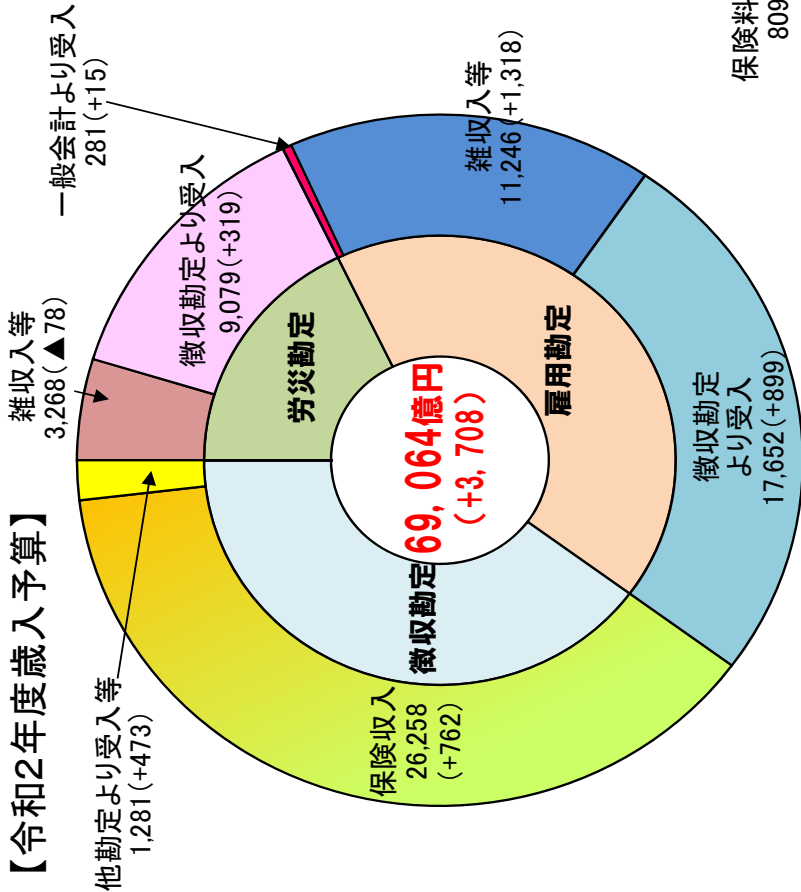 【令和2年度歳入予算】
雑収入等
3,268(▲78)
一般会計より受入
281(+15)
他勘定より受入等
1,281(+473)
徴収勘定より受入
9,079(+319)
労災勘定
雑収入等
11,246(+1,318)
69,064億円
(+3,708)
雇用勘定
徴収勘定
保険収入
26,258
(+762)
徴収勘定
より受入
17,652(+899)
保険料
809